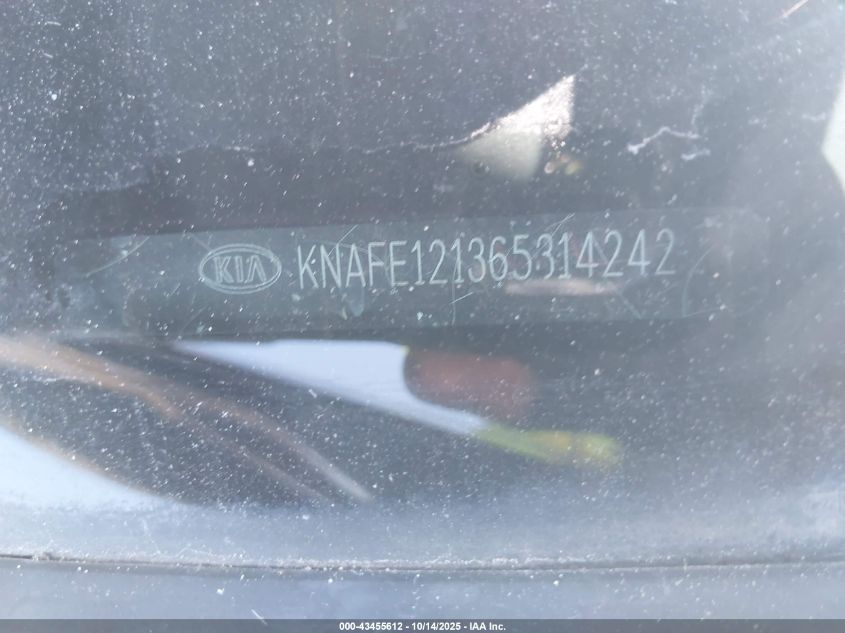 KIA KNAFE121365314242
000-43455612 - 10/14/2025 - IAA Inc.